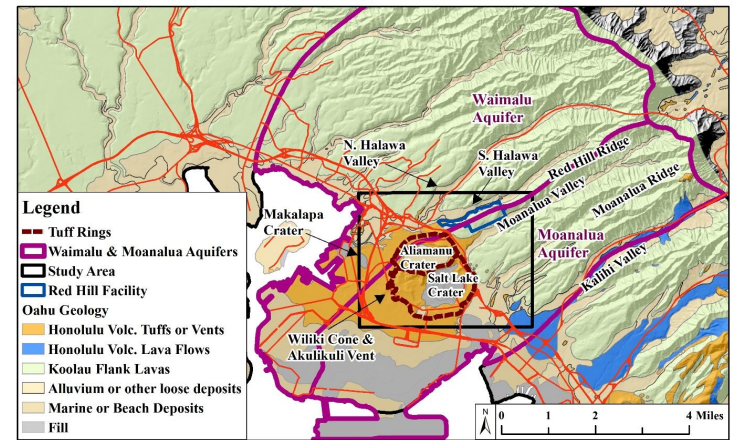 Waimalu
Aquifer
N. Halawa
Valley
S. Halawa
Valley
Red Hill Ridge
Moanalua Valley
Moanalua Ridge
Makalapa
Crater
Moanalua
Aquifer
Aliamanu
Crater
Salt Lake
Crater
Kalihi Valley
Wiliki Cone &
Akulikuli Vent
Legend
Tuff Rings
Waimalu & Moanalua Aquifers
Study Area
Red Hill Facility
Oahu Geology
Honolulu Volc. Tuffs or Vents
Honolulu Volc. Lava Flows
Koolau Flank Lavas
Alluvium or other loose deposits
Marine or Beach Deposits
Fill
N
0 1 2 4 Miles